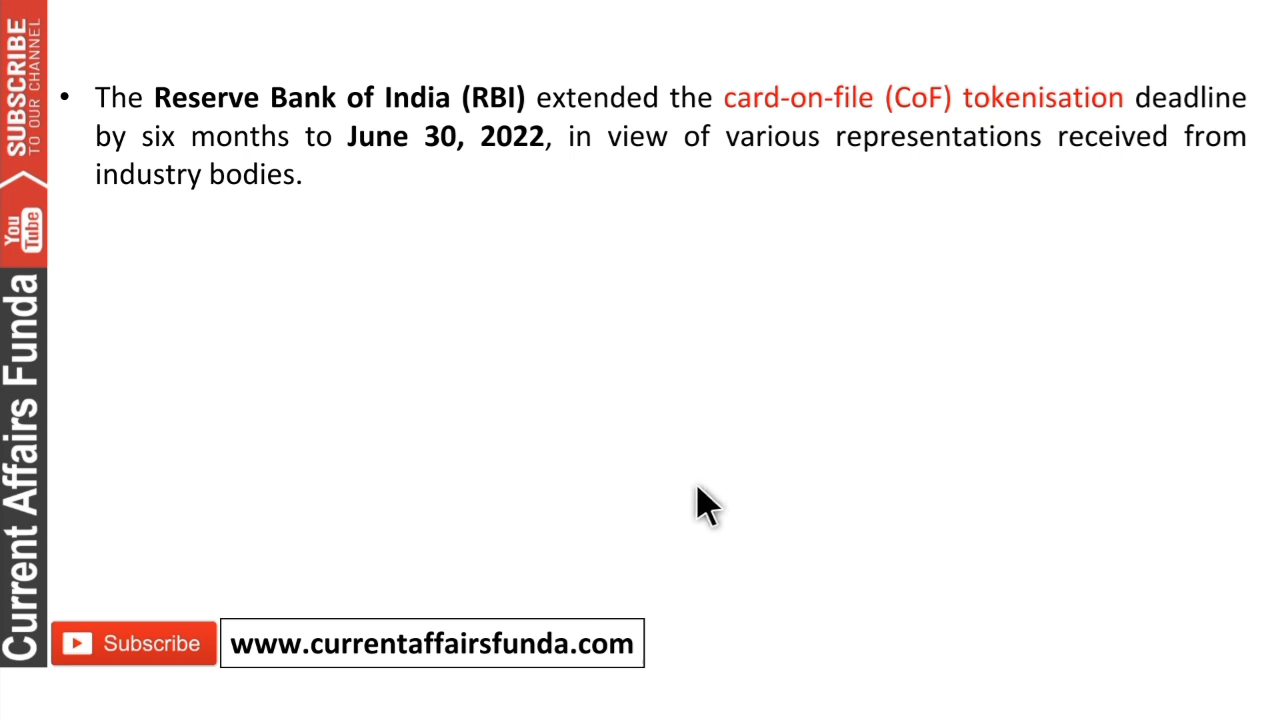 • The Reserve Bank of India (RBI) extended the card-on-file (CoF) tokenisation deadline
by six months to June 30, 2022, in view of various representations received from
industry bodies.
SUBSCRIBE
TO OUR CHANNEL
You
Tube
Current Affairs Funda
Subscribe
www.currentaffairsfunda.com